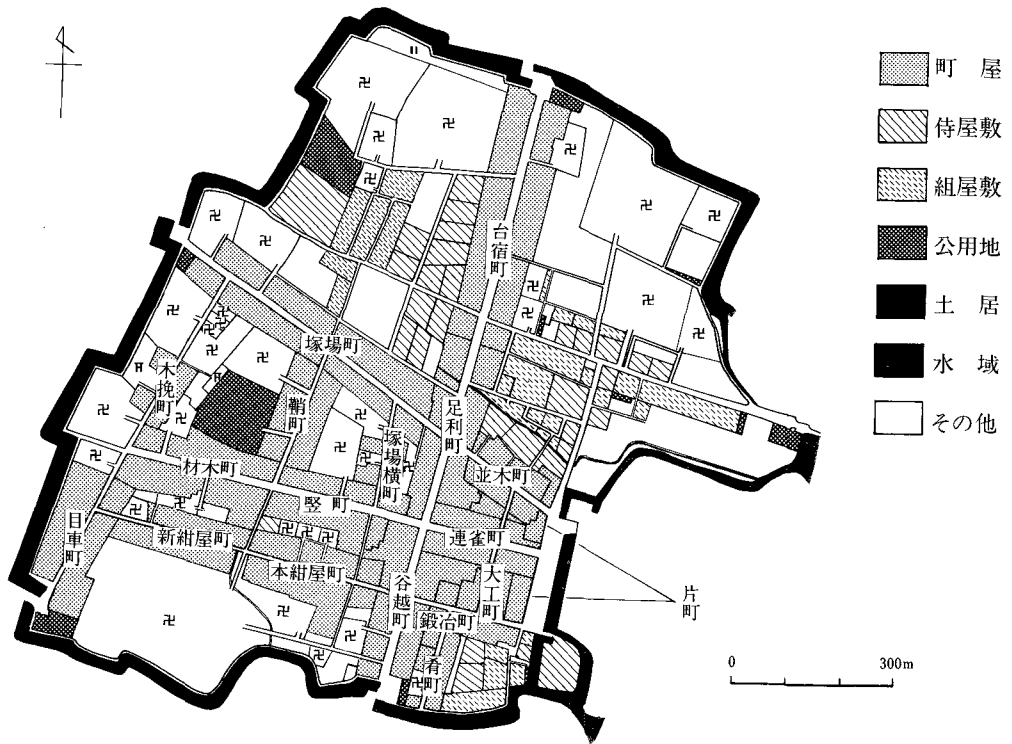 町屋
侍屋敷
組屋敷
公用地
土居
水域
その他
台宿町
塚場町
木挽町
鞘町
足利町
塚場横町
並木町
材木町
竪町
連雀町
目車町
新紺屋町
本紺屋町
谷越町
大工町
鍛冶町
肴町
片町
0
300m